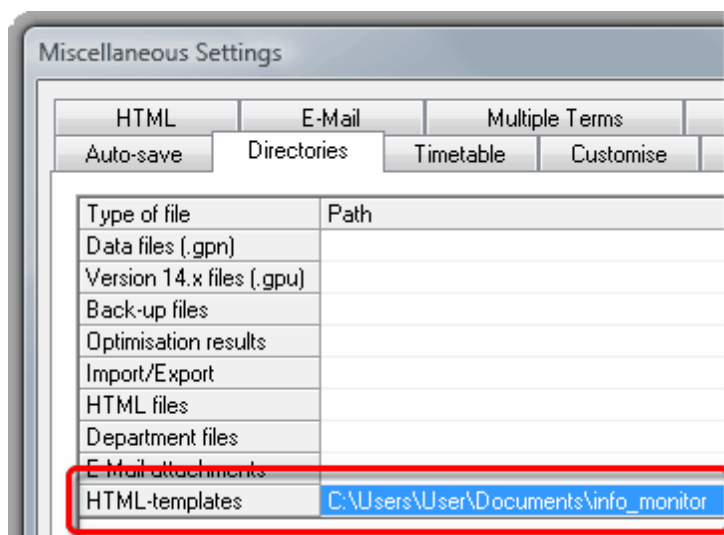 Miscellaneous Settings
HTML E-Mail Multiple Terms
Auto-save Directories Timetable Customise
Type of file Path
Data files (.gpn)
Version 14.x files (.gpu)
Back-up files
Optimisation results
Import/Export
HTML files
Department files
E-Mail attachments
HTML-templates C:\Users\User\Documents\info_monitor